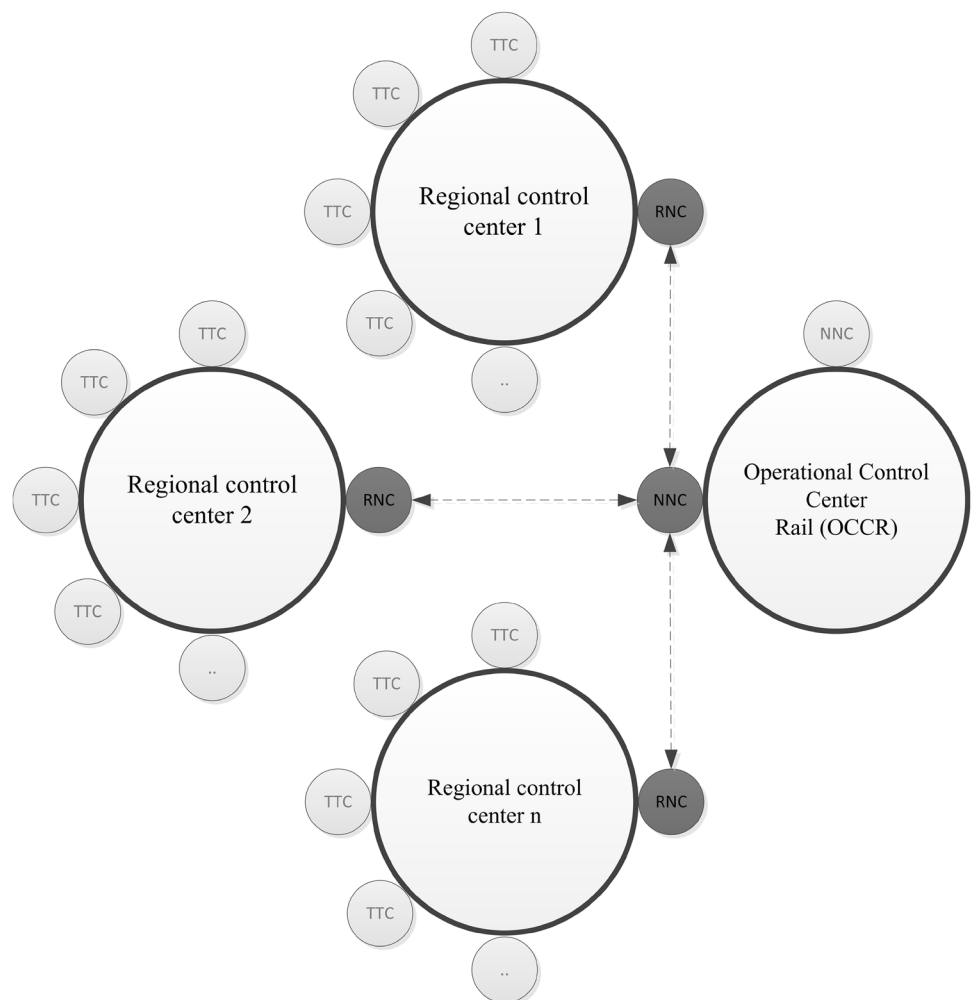 TTC
TTC
TTC
Regional control
center 1
RNC
TTC
..
NNC
TTC
TTC
TTC
Regional control
center 2
RNC
NNC
Operational Control
Center
Rail (OCCR)
TTC
..
TTC
TTC
TTC
Regional control
center n
RNC
TTC
..